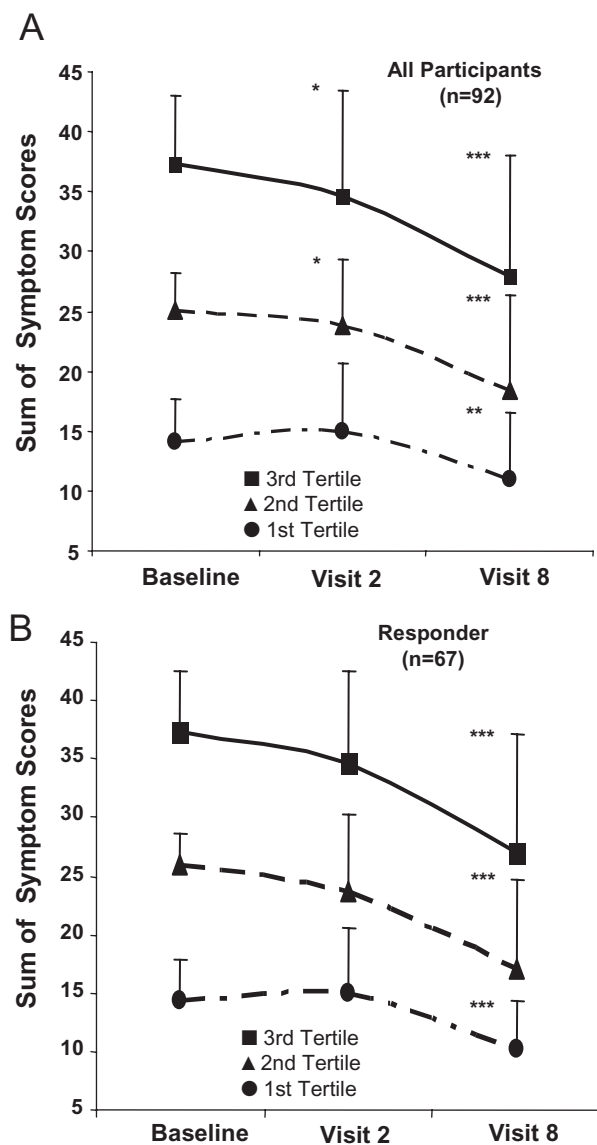 A
All Participants
(n=92)
Sum of Symptom Scores
45
40
35
30
25
20
15
10
5
*
***
*
***
**
3rd Tertile
2nd Tertile
1st Tertile
Baseline Visit 2 Visit 8
B
Responder
(n=67)
Sum of Symptom Scores
45
40
35
30
25
20
15
10
5
***
***
***
3rd Tertile
2nd Tertile
1st Tertile
Baseline Visit 2 Visit 8